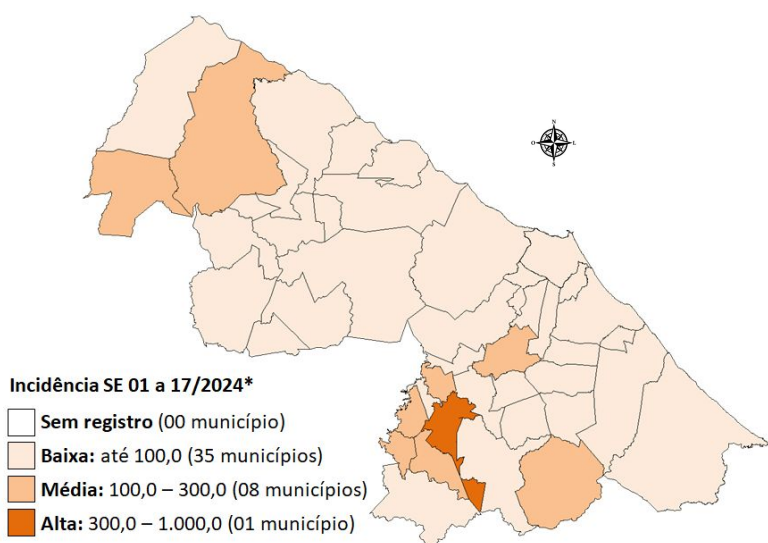 N
O L
S
Incidência SE 01 a 17/2024*
Sem registro (00 município)
Baixa: até 100,0 (35 municípios)
Média: 100,0 – 300,0 (08 municípios)
Alta: 300,0 – 1.000,0 (01 município)